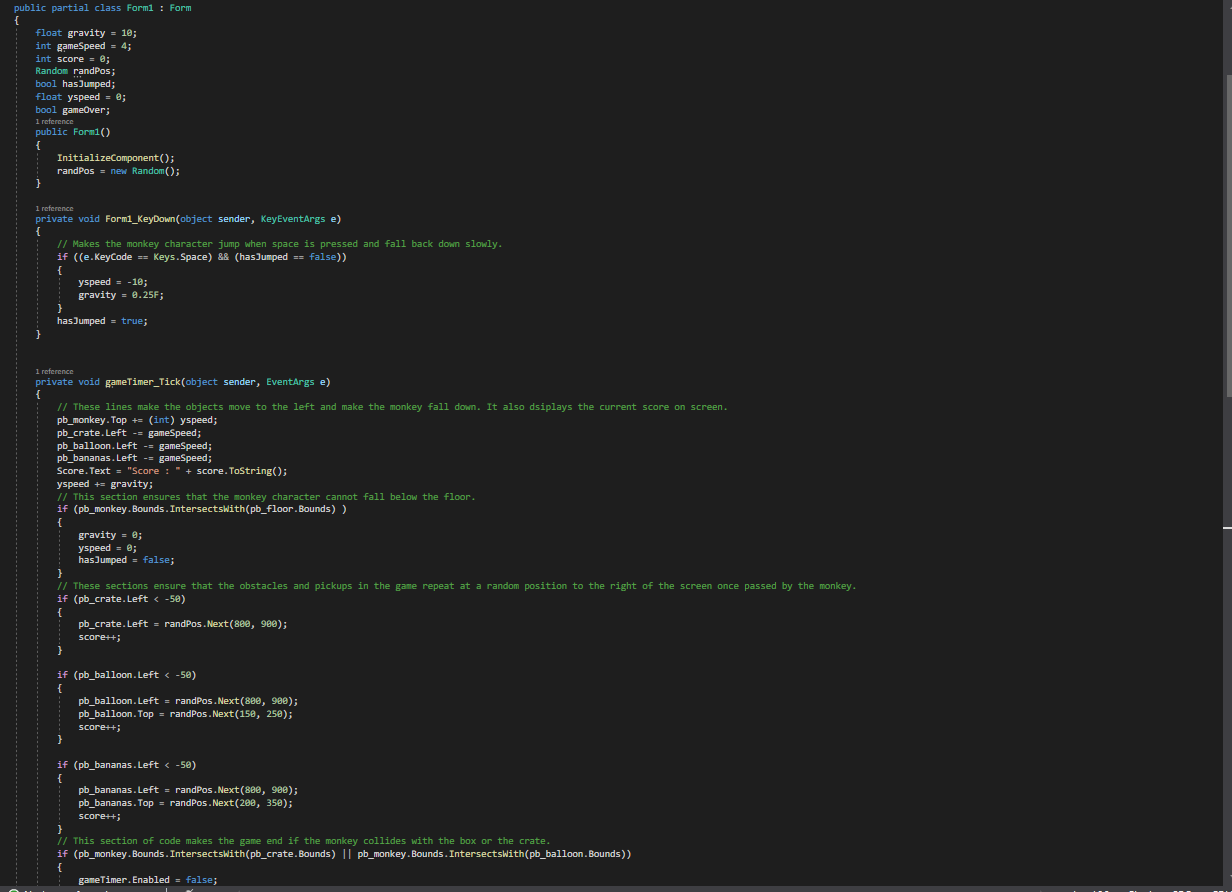 public partial class Form1 : Form
{
float gravity = 10;
int gameSpeed = 4;
int score = 0;
Random randPos;
bool hasJumped;
float yspeed = 0;
bool gameOver;
1 reference
public Form1()
{
InitializeComponent();
randPos = new Random();
}
1 reference
private void Form1_KeyDown(object sender, KeyEventArgs e)
{
// Makes the monkey character jump when space is pressed and fall back down slowly.
if ((e.KeyCode == Keys.Space) && (hasJumped == false))
{
yspeed = -10;
gravity = 0.25F;
}
hasJumped = true;
}
1 reference
private void gameTimer_Tick(object sender, EventArgs e)
{
// These lines make the objects move to the left and make the monkey fall down. It also dsiplays the current score on screen.
pb_monkey.Top += (int) yspeed;
pb_crate.Left -= gameSpeed;
pb_balloon.Left -= gameSpeed;
pb_bananas.Left -= gameSpeed;
Score.Text = "Score : " + score.ToString();
yspeed += gravity;
// This section ensures that the monkey character cannot fall below the floor.
if (pb_monkey.Bounds.IntersectsWith(pb_floor.Bounds) )
{
gravity = 0;
yspeed = 0;
hasJumped = false;
}
// These sections ensure that the obstacles and pickups in the game repeat at a random position to the right of the screen once passed by the monkey.
if (pb_crate.Left < -50)
{
pb_crate.Left = randPos.Next(800, 900);
score++;
}
if (pb_balloon.Left < -50)
{
pb_balloon.Left = randPos.Next(800, 900);
pb_balloon.Top = randPos.Next(150, 250);
score++;
}
if (pb_bananas.Left < -50)
{
pb_bananas.Left = randPos.Next(800, 900);
pb_bananas.Top = randPos.Next(200, 350);
score++;
}
// This section of code makes the game end if the monkey collides with the box or the crate.
if (pb_monkey.Bounds.IntersectsWith(pb_crate.Bounds) || pb_monkey.Bounds.IntersectsWith(pb_balloon.Bounds))
{
gameTimer.Enabled = false;